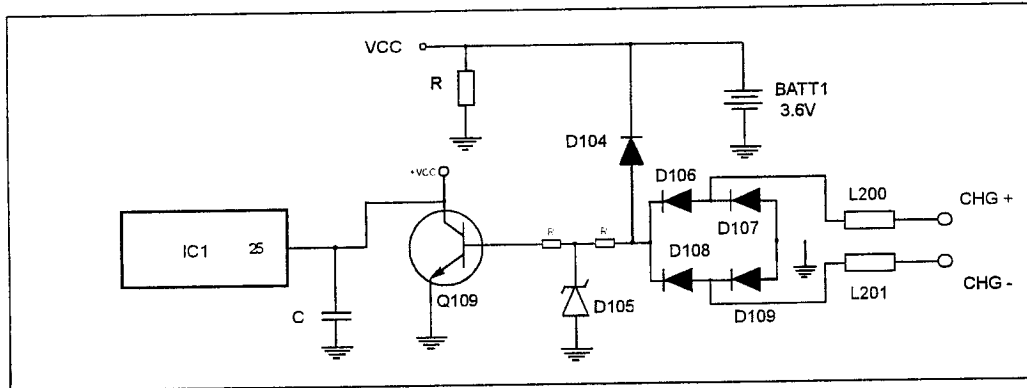 VCC
R
BATT1
3.6V
D104
+VCC
D106
L200
CHG +
D107
IC1
25
R
R
D108
Q109
D105
C
D109
L201
CHG -